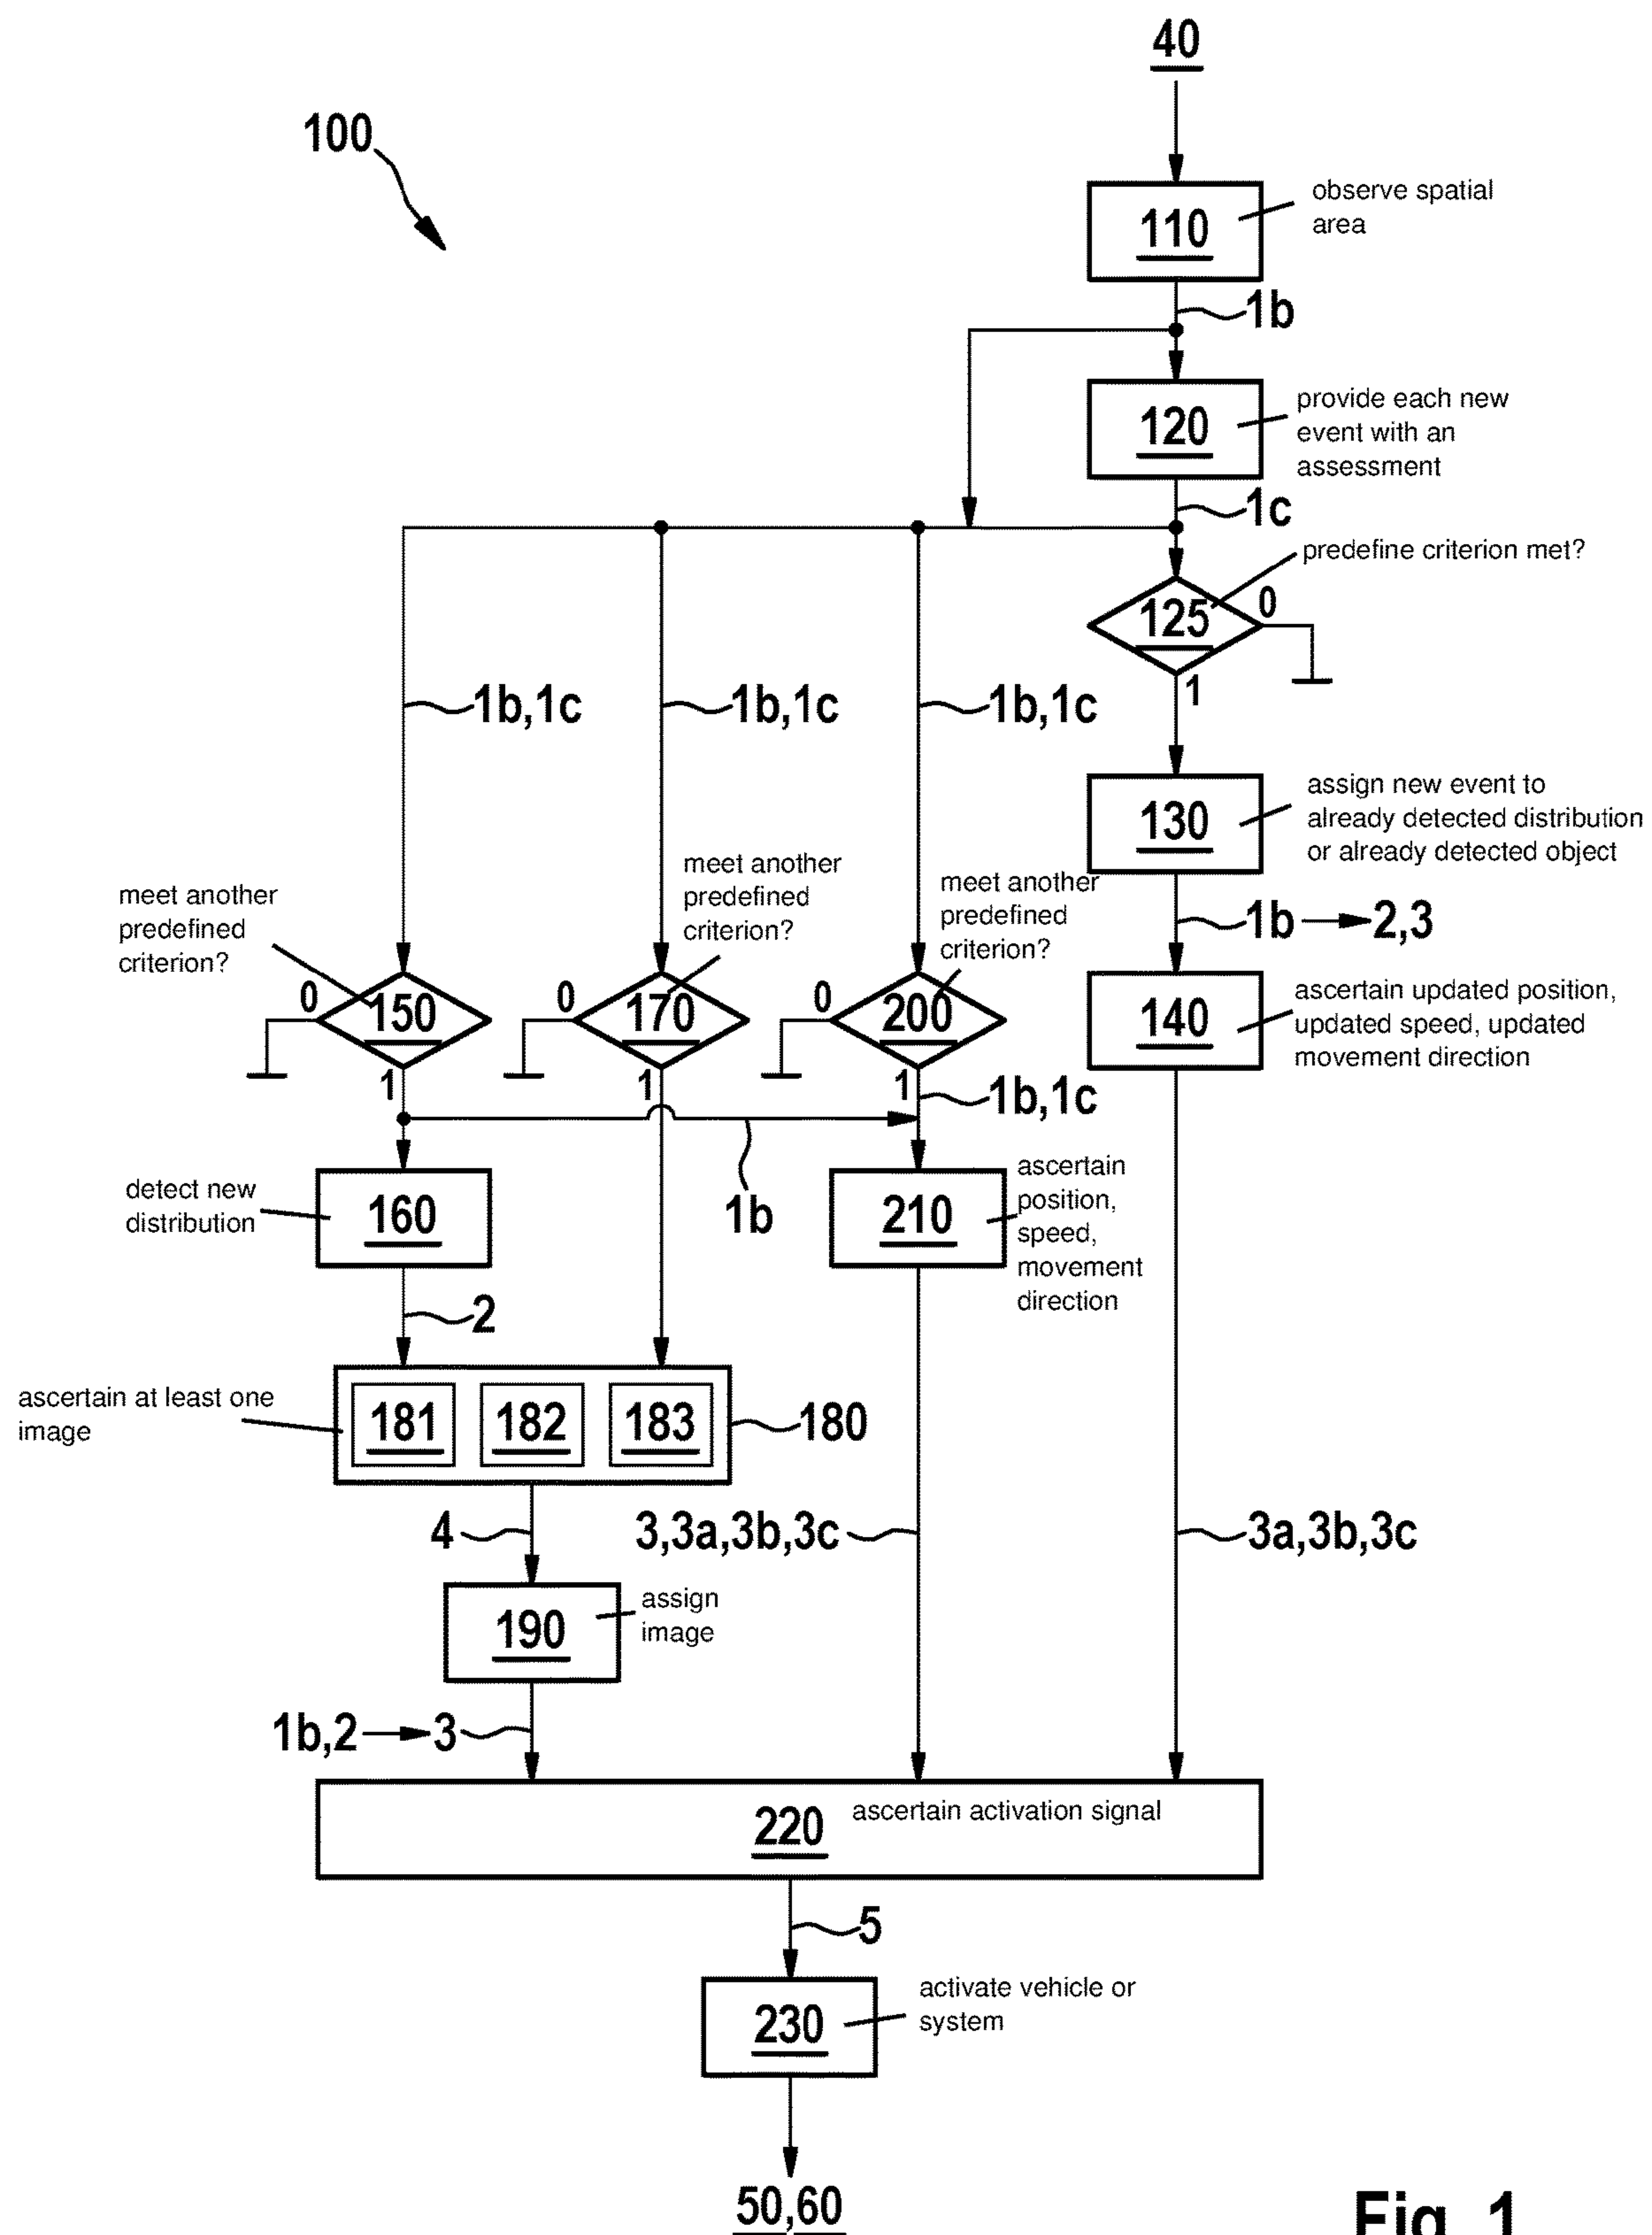 40
100
observe spatial
area
110
1b
provide each new
event with an
assessment
120
1c
predefine criterion met?
125
0
1
1b,1c
1b,1c
1b,1c
assign new event to
already detected distribution
or already detected object
130
1b → 2,3
meet another
predefined
criterion?
meet another
predefined
criterion?
meet another
predefined
criterion?
0
150
1
0
170
1
0
200
1
140
ascertain updated position,
updated speed, updated
movement direction
1b,1c
1b
detect new
distribution
160
210
ascertain
position,
speed,
movement
direction
2
ascertain at least one
image
181
182
183
180
4
3,3a,3b,3c
3a,3b,3c
190
assign
image
1b,2 → 3
220
ascertain activation signal
5
230
activate vehicle or
system
50,60
Fig. 1